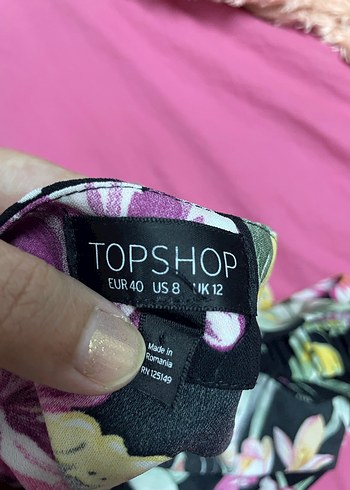 TOPSHOP
EUR 40 US 8 UK 12
Made in
Romania
RN 125149